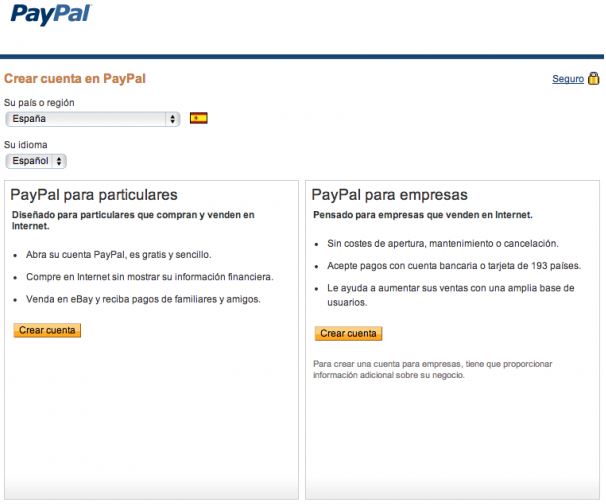 PayPal
Crear cuenta en PayPal
Seguro
Su país o región
España
Su idioma
Español
PayPal para particulares
Diseñado para particulares que compran y venden en
Internet.
• Abra su cuenta PayPal, es gratis y sencillo.
• Compre en Internet sin mostrar su información financiera.
• Venda en eBay y reciba pagos de familiares y amigos.
Crear cuenta
PayPal para empresas
Pensado para empresas que venden en Internet.
• Sin costes de apertura, mantenimiento o cancelación.
• Acepte pagos con cuenta bancaria o tarjeta de 193 países.
• Le ayuda a aumentar sus ventas con una amplia base de
usuarios.
Crear cuenta
Para crear una cuenta para empresas, tiene que proporcionar
información adicional sobre su negocio.